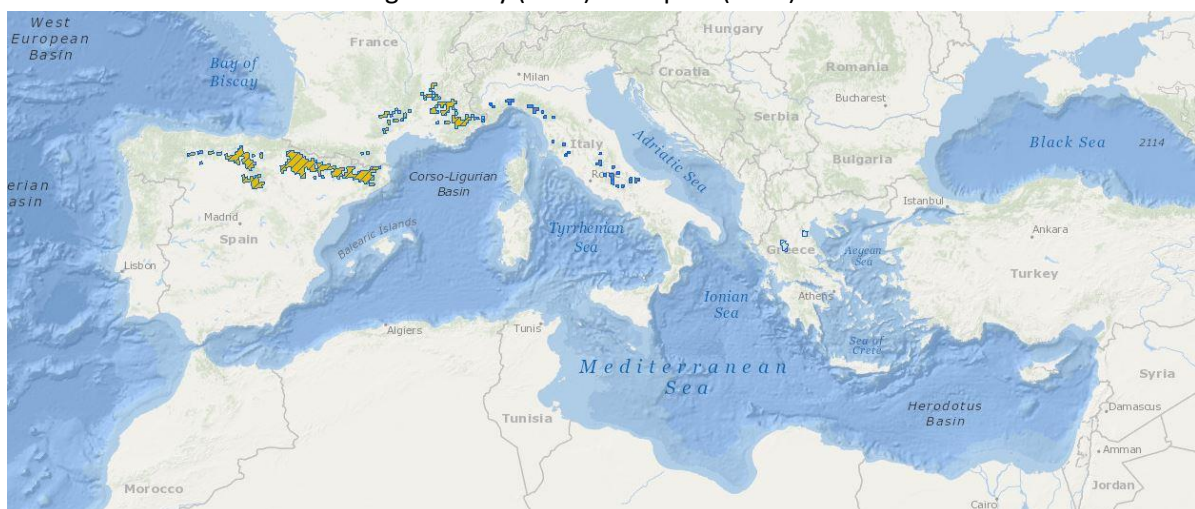 West
European
Basin
Bay of
Biscay
France
Milan
Hungary
Croatia
Romania
Bucharest
Serbia
Black Sea
2114
Bulgaria
Istanbul
Italy
Adriatic Sea
Corso-Ligurian
Basin
Madrid
Spain
Balearic Islands
Lisbon
Tyrrhenian
Sea
Greece
Aegean
Sea
Ankara
Turkey
Athens
Ionian
Sea
Sea of
Crete
Algiers
Tunis
Mediterranean
Sea
Tunisia
Herodotus
Basin
Syria
Damascus
Amman
Jordan
Cairo
Morocco